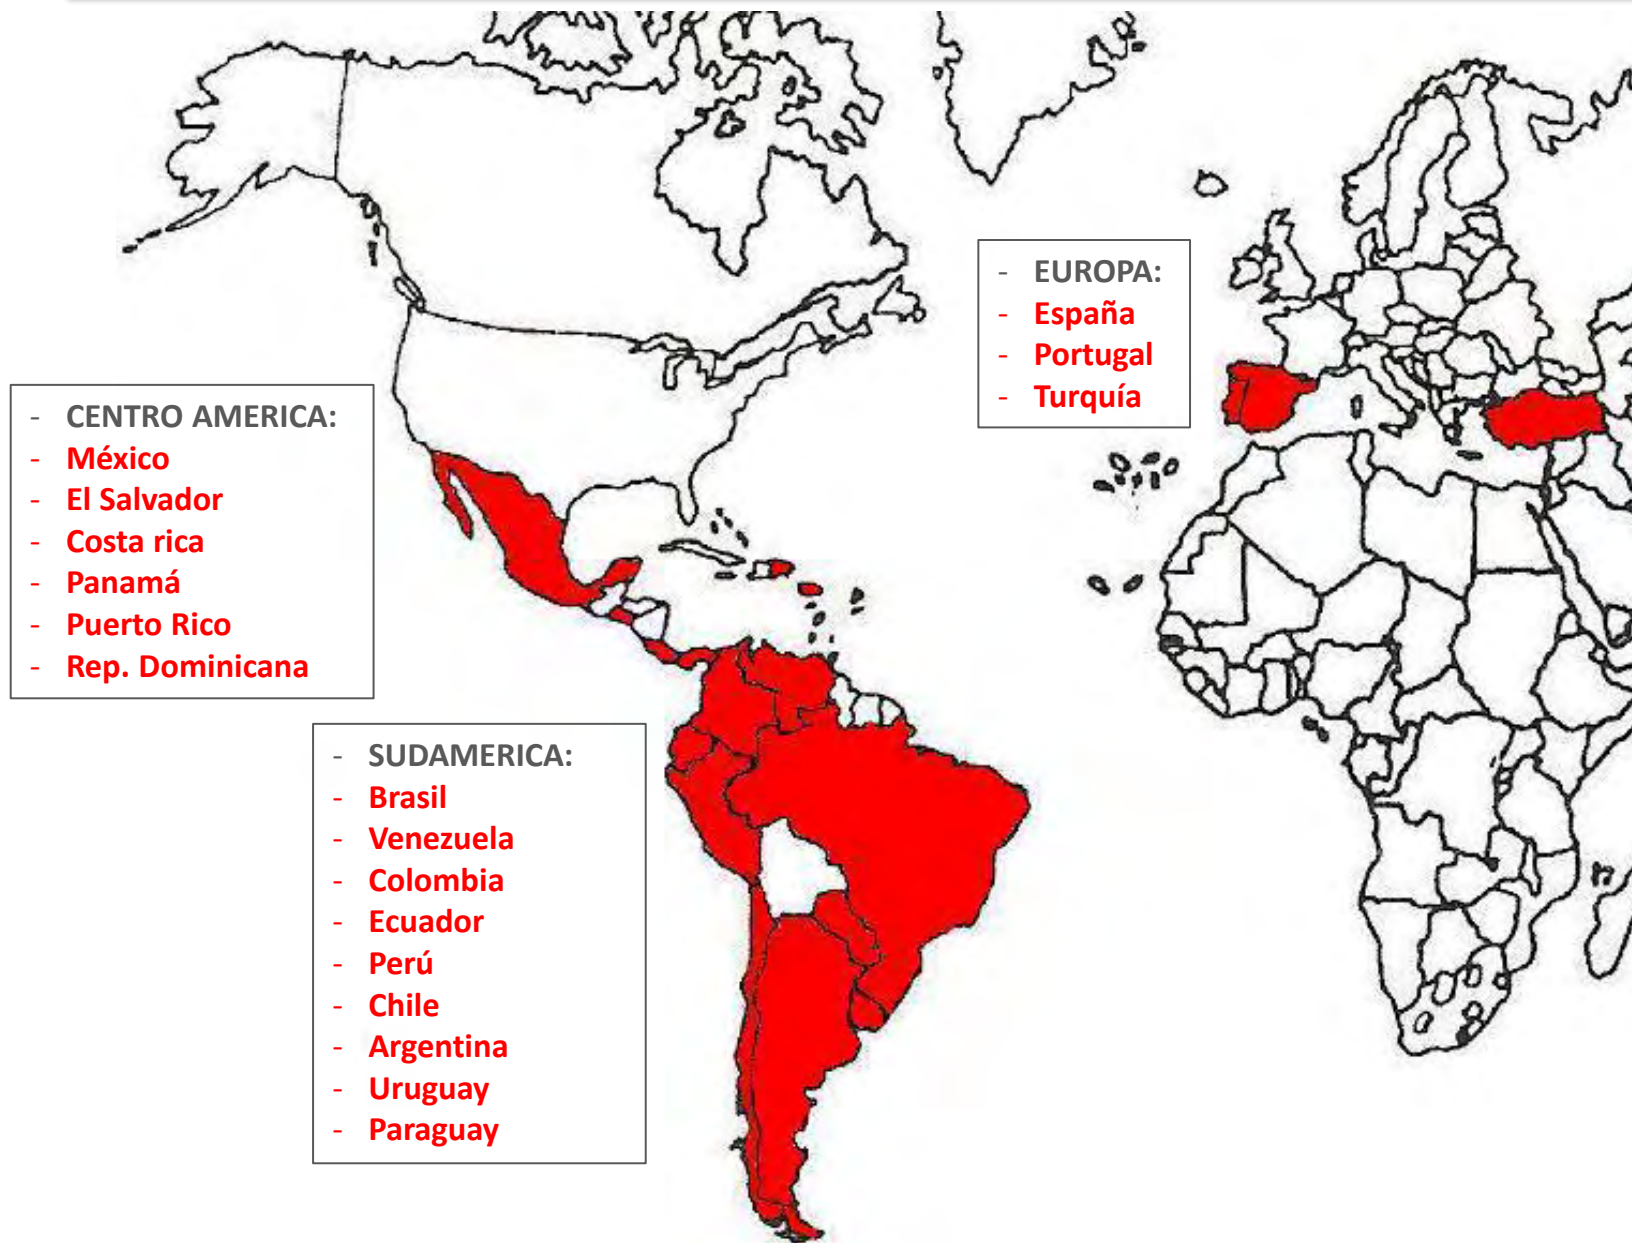 - EUROPA:
- España
- Portugal
- Turquía
- CENTRO AMERICA:
- México
- El Salvador
- Costa rica
- Panamá
- Puerto Rico
- Rep. Dominicana
- SUDAMERICA:
- Brasil
- Venezuela
- Colombia
- Ecuador
- Perú
- Chile
- Argentina
- Uruguay
- Paraguay